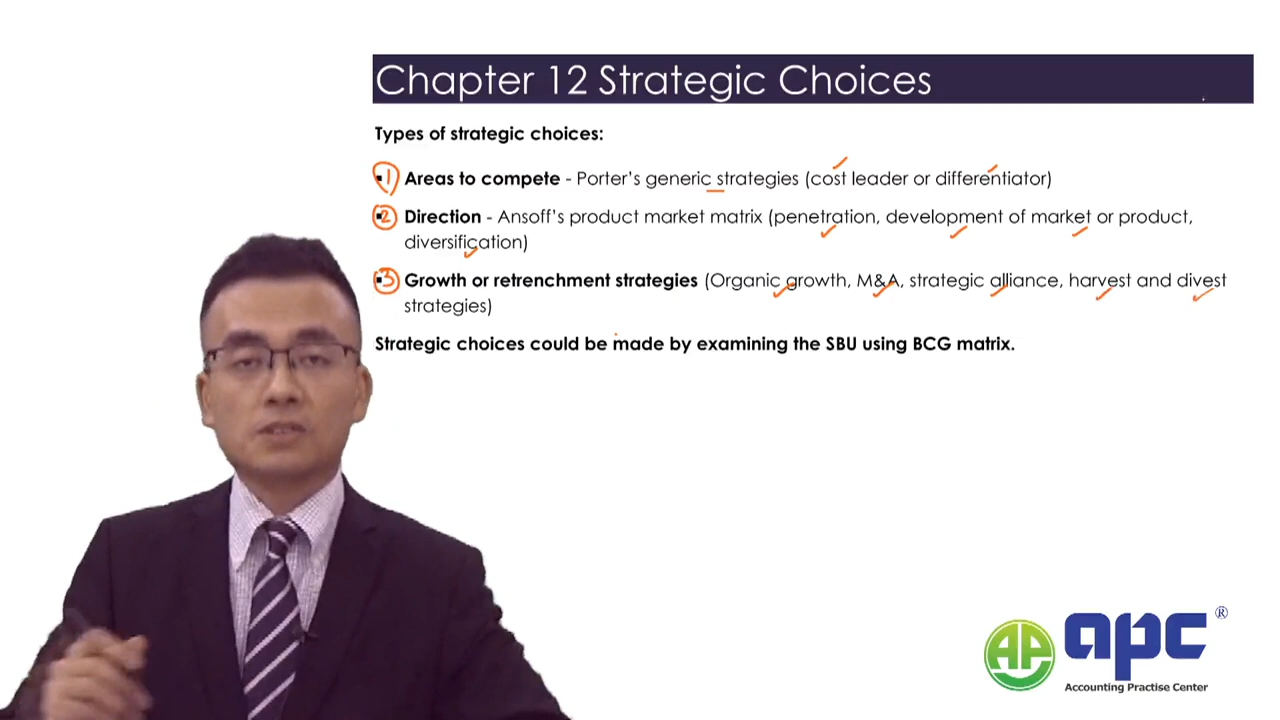 Chapter 12 Strategic Choices
Types of strategic choices:
1 Areas to compete - Porter's generic strategies (cost leader or differentiator)
2 Direction - Ansoff's product market matrix (penetration, development of market or product,
diversification)
3 Growth or retrenchment strategies (Organic growth, M&A, strategic alliance, harvest and divest
strategies)
Strategic choices could be made by examining the SBU using BCG matrix.
AP apc®
Accounting Practise Center